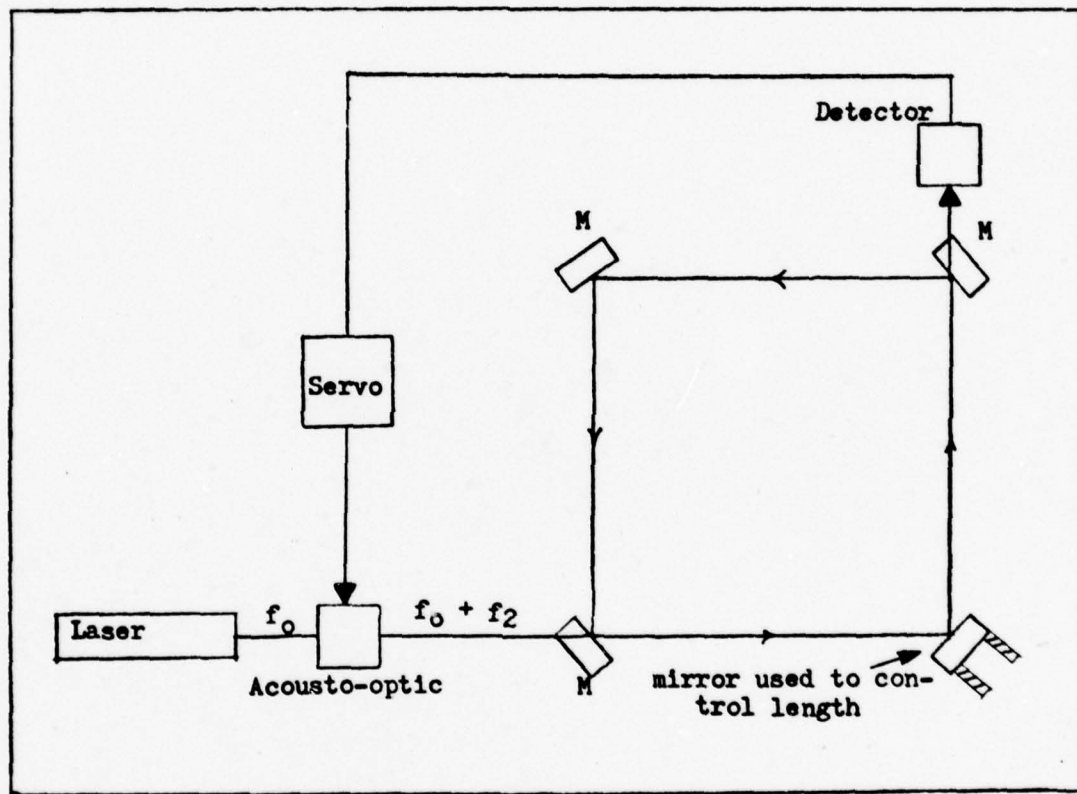 Detector
M
M
Servo
Laser
f₀
f₀ + f₂
Acousto-optic
M
mirror used to con-
trol length